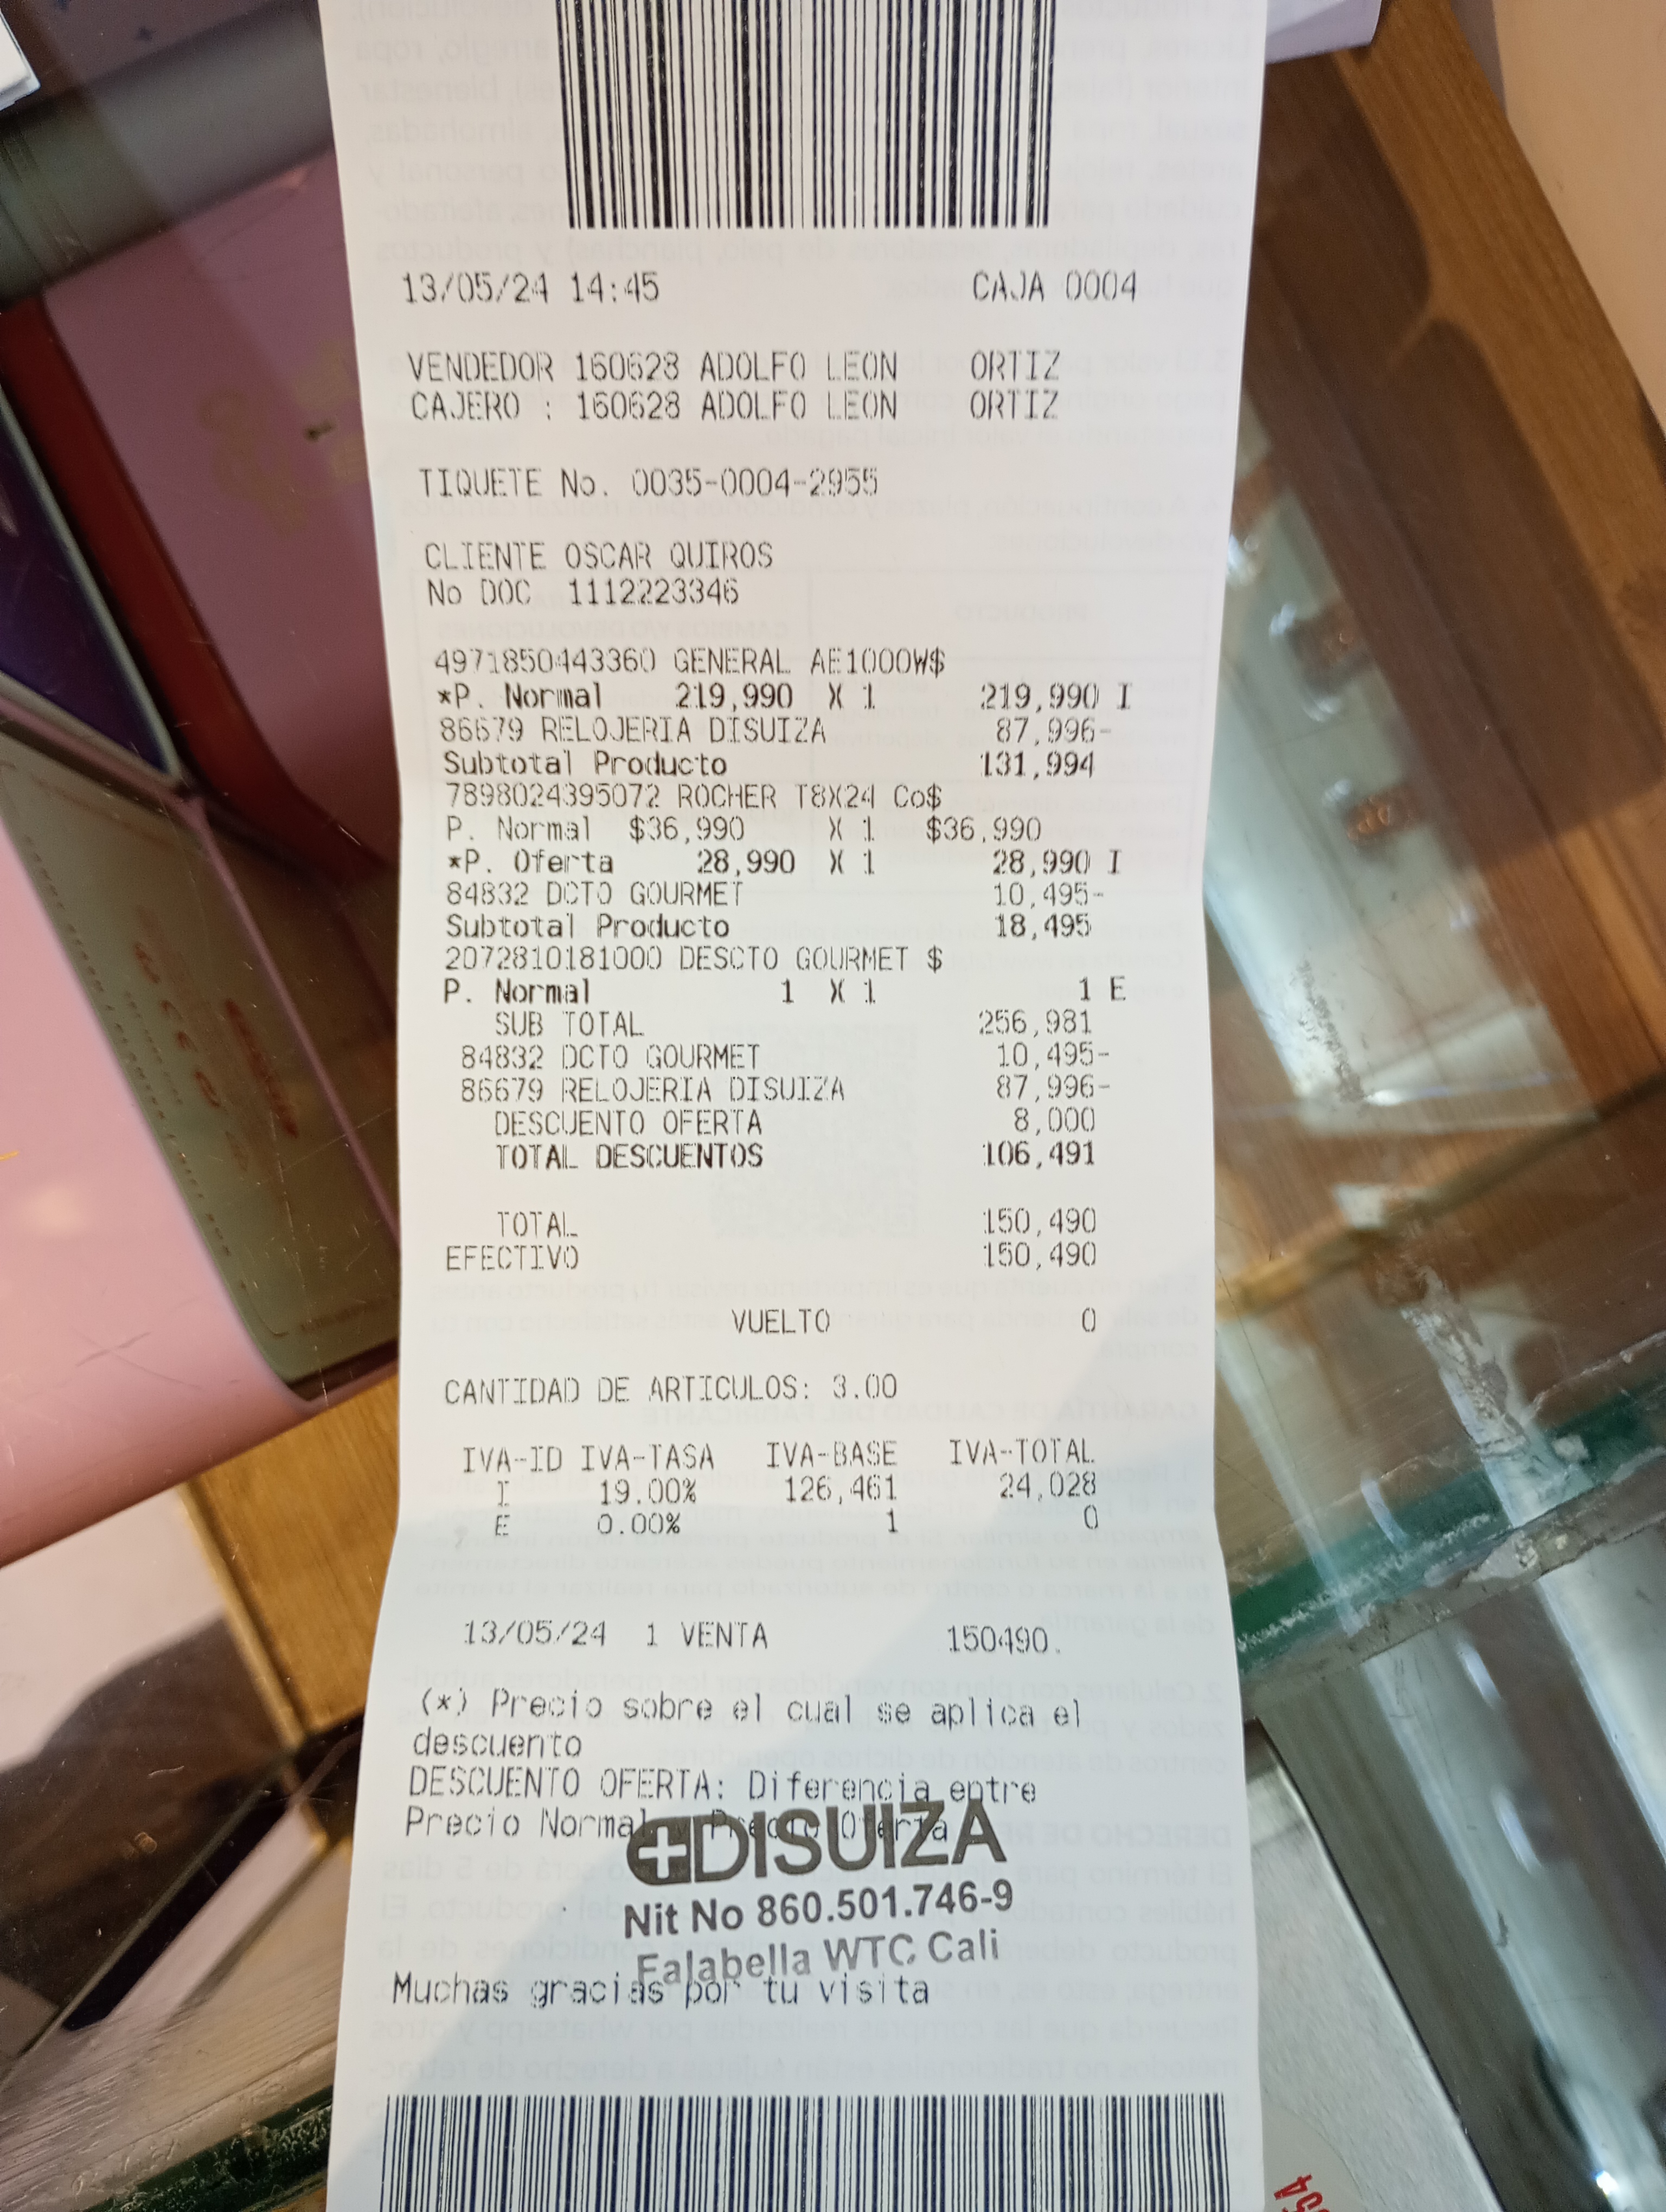 13/05/24 14:45 CAJA 0004
VENDEDOR 160628 ADOLFO LEON ORTIZ
CAJERO : 160628 ADOLFO LEON ORTIZ
TIQUETE No. 0035-0004-2955
CLIENTE OSCAR QUIROS
No DOC 1112223346
4971850443360 GENERAL AE1000W$
*P. Normal 219,990 X 1 219,990 I
86679 RELOJERIA DISUIZA 87,996-
Subtotal Producto 131,994
7898024395072 ROCHER T8X24 Co$
P. Normal $36,990 X 1 $36,990
*P. Oferta 28,990 X 1 28,990 I
84832 DCTO GOURMET 10,495-
Subtotal Producto 18,495
2072810181000 DESCTO GOURMET $
P. Normal 1 X 1 1 E
SUB TOTAL 256,981
84832 DCTO GOURMET 10,495-
86679 RELOJERIA DISUIZA 87,996-
DESCUENTO OFERTA 8,000
TOTAL DESCUENTOS 106,491
TOTAL 150,490
EFECTIVO 150,490
VUELTO 0
CANTIDAD DE ARTICULOS: 3.00
IVA-ID IVA-TASA IVA-BASE IVA-TOTAL
I 19.00% 126,461 24,028
E 0.00% 1 0
13/05/24 1 VENTA 150490.
(*) Precio sobre el cual se aplica el
descuento
DESCUENTO OFERTA: Diferencia entre
Precio Normal y Precio Oferta
DISUIZA
Nit No 860.501.746-9
Falabella WTC Cali
Muchas gracias por tu visita